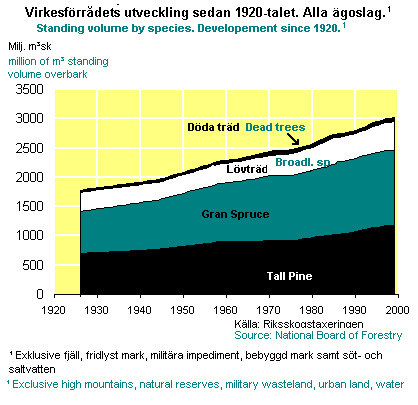 Virkesförrådets utveckling sedan 1920-talet. Alla ägoslag. ¹
Standing volume by species. Developement since 1920. ¹
Milj. m³sk
million of m³ standing
volume overbark
3500
3000
2500
2000
1500
1000
500
0
Döda träd Dead trees
Lövträd
Broadl. sp.
Gran Spruce
Tall Pine
1920 1930 1940 1950 1960 1970 1980 1990 2000
Källa: Riksskogstaxeringen
Source: National Board of Forestry
¹ Exklusive fjäll, fridlyst mark, militära impediment, bebyggd mark samt söt- och
saltvatten
¹ Exclusive high mountains, natural reserves, military wasteland, urban land, water